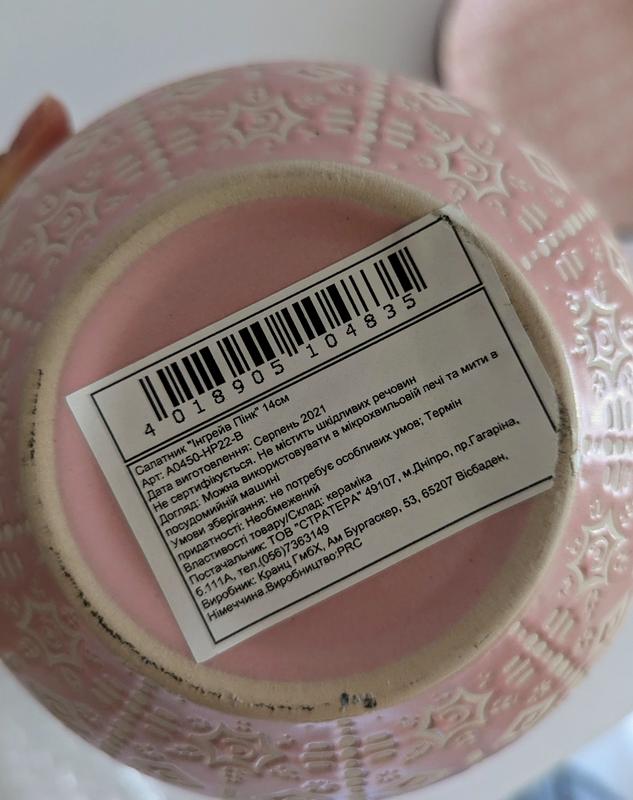 4 018905 104835
Салатник "Інгрейв Пінк" 14см
Арт: A0450-HP22-B
Дата виготовлення: Серпень 2021
Не сертифікується. Не містить шкідливих речовин
Догляд: Можна використовувати в мікрохвильовій печі та мити в
посудомийній машині
Умови зберігання: не потребує особливих умов; Термін
придатності: Необмежений
Властивості товару/Склад: кераміка
Постачальник: ТОВ "СТРАТЕРА" 49107, м.Дніпро, пр.Гагаріна,
б.111А, тел.(056)7363149
Виробник: Кранц ГмбХ, Ам Бургаскер, 53, 65207 Вісбаден,
Німеччина.Виробництво:PRC